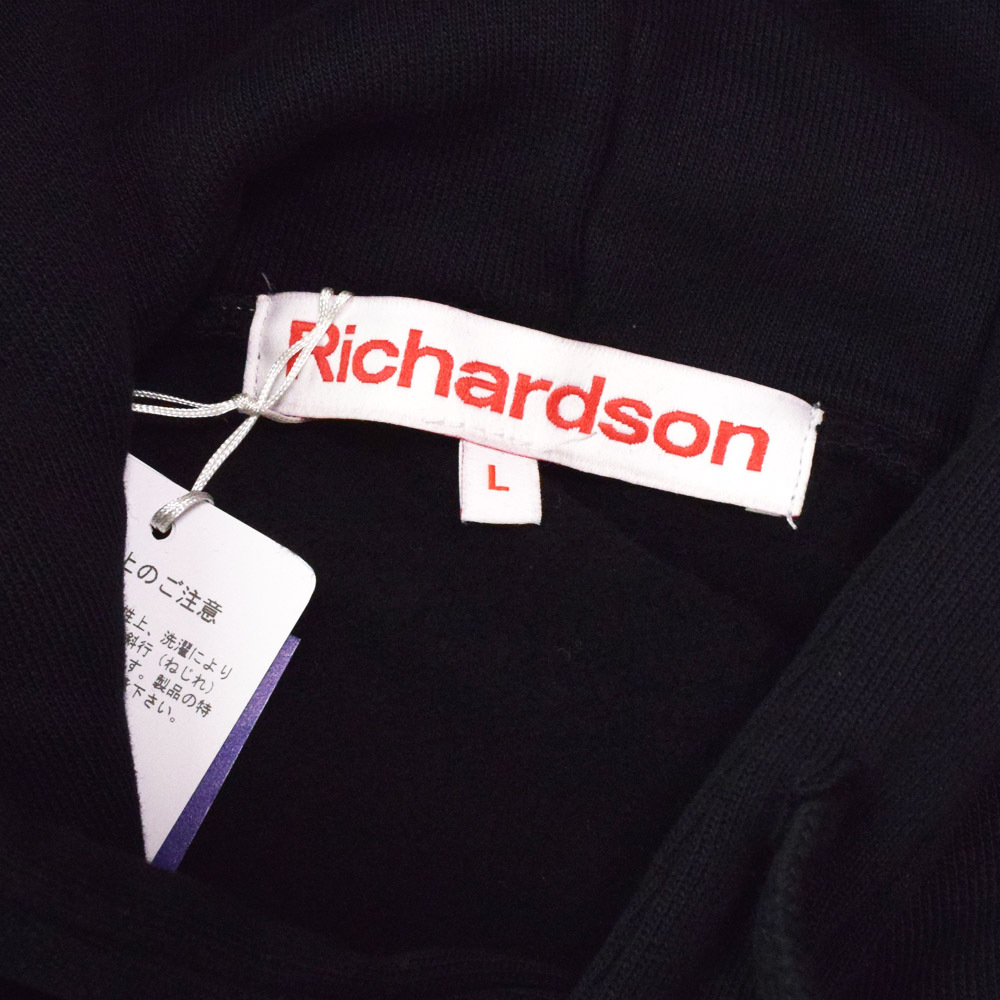 Richardson
L
上のご注意
性上、洗濯により
斜行（ねじれ）
す。製品の特
下さい。